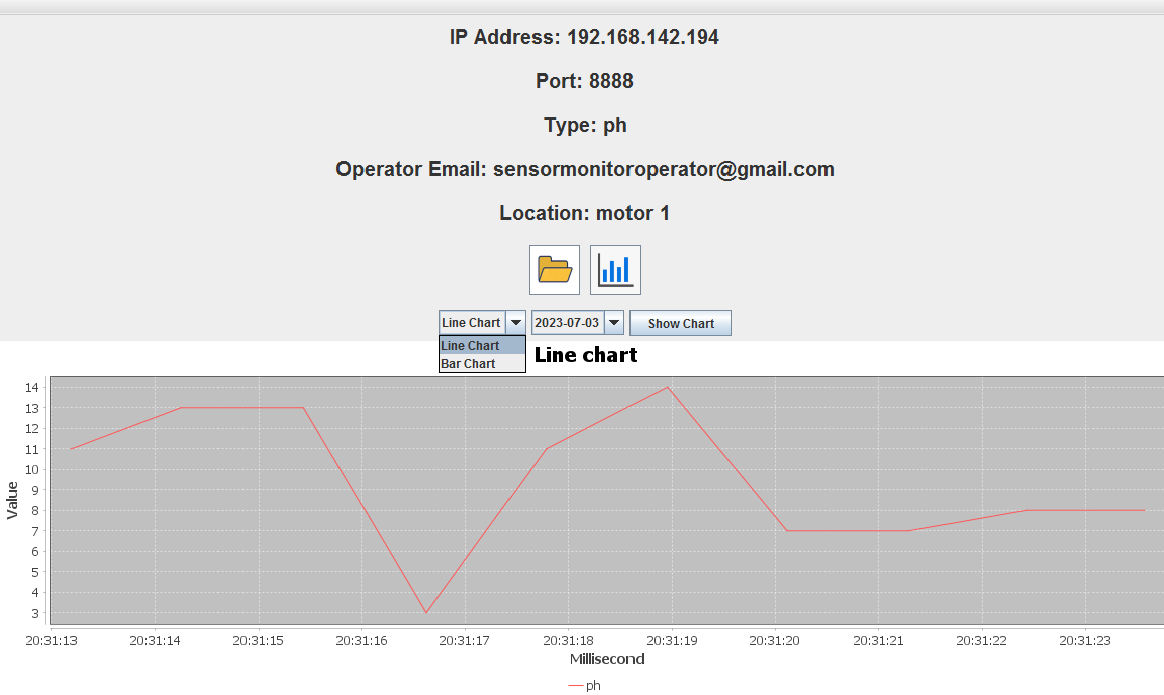 IP Address: 192.168.142.194
Port: 8888
Type: ph
Operator Email: sensormonitoroperator@gmail.com
Location: motor 1
Line Chart 2023-07-03 Show Chart
Line Chart
Bar Chart
Line chart
14
13
12
11
10
9
8
7
6
5
4
3
Value
20:31:13 20:31:14 20:31:15 20:31:16 20:31:17 20:31:18 20:31:19 20:31:20 20:31:21 20:31:22 20:31:23
Millisecond
ph